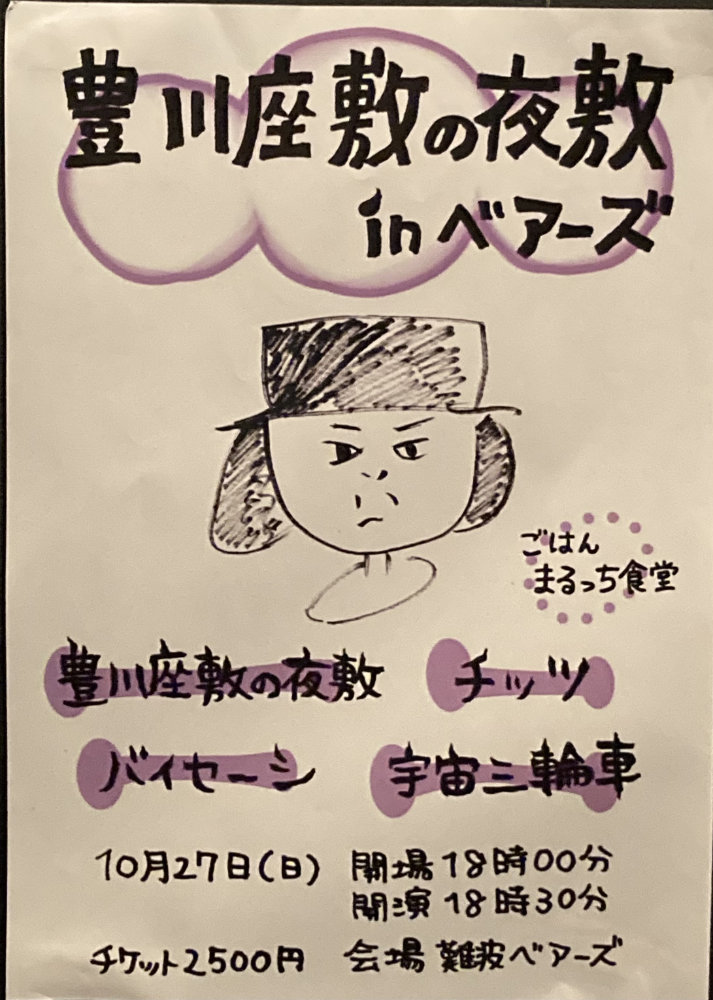 豊川座敷の夜敷
inベアーズ
ごはん
まるっち食堂
豊川座敷の夜敷 チッツ
バイセーシ 宇宙三輪車
10月27日(日) 開場18時00分
開演18時30分
チケット2500円 会場 難波ベアーズ